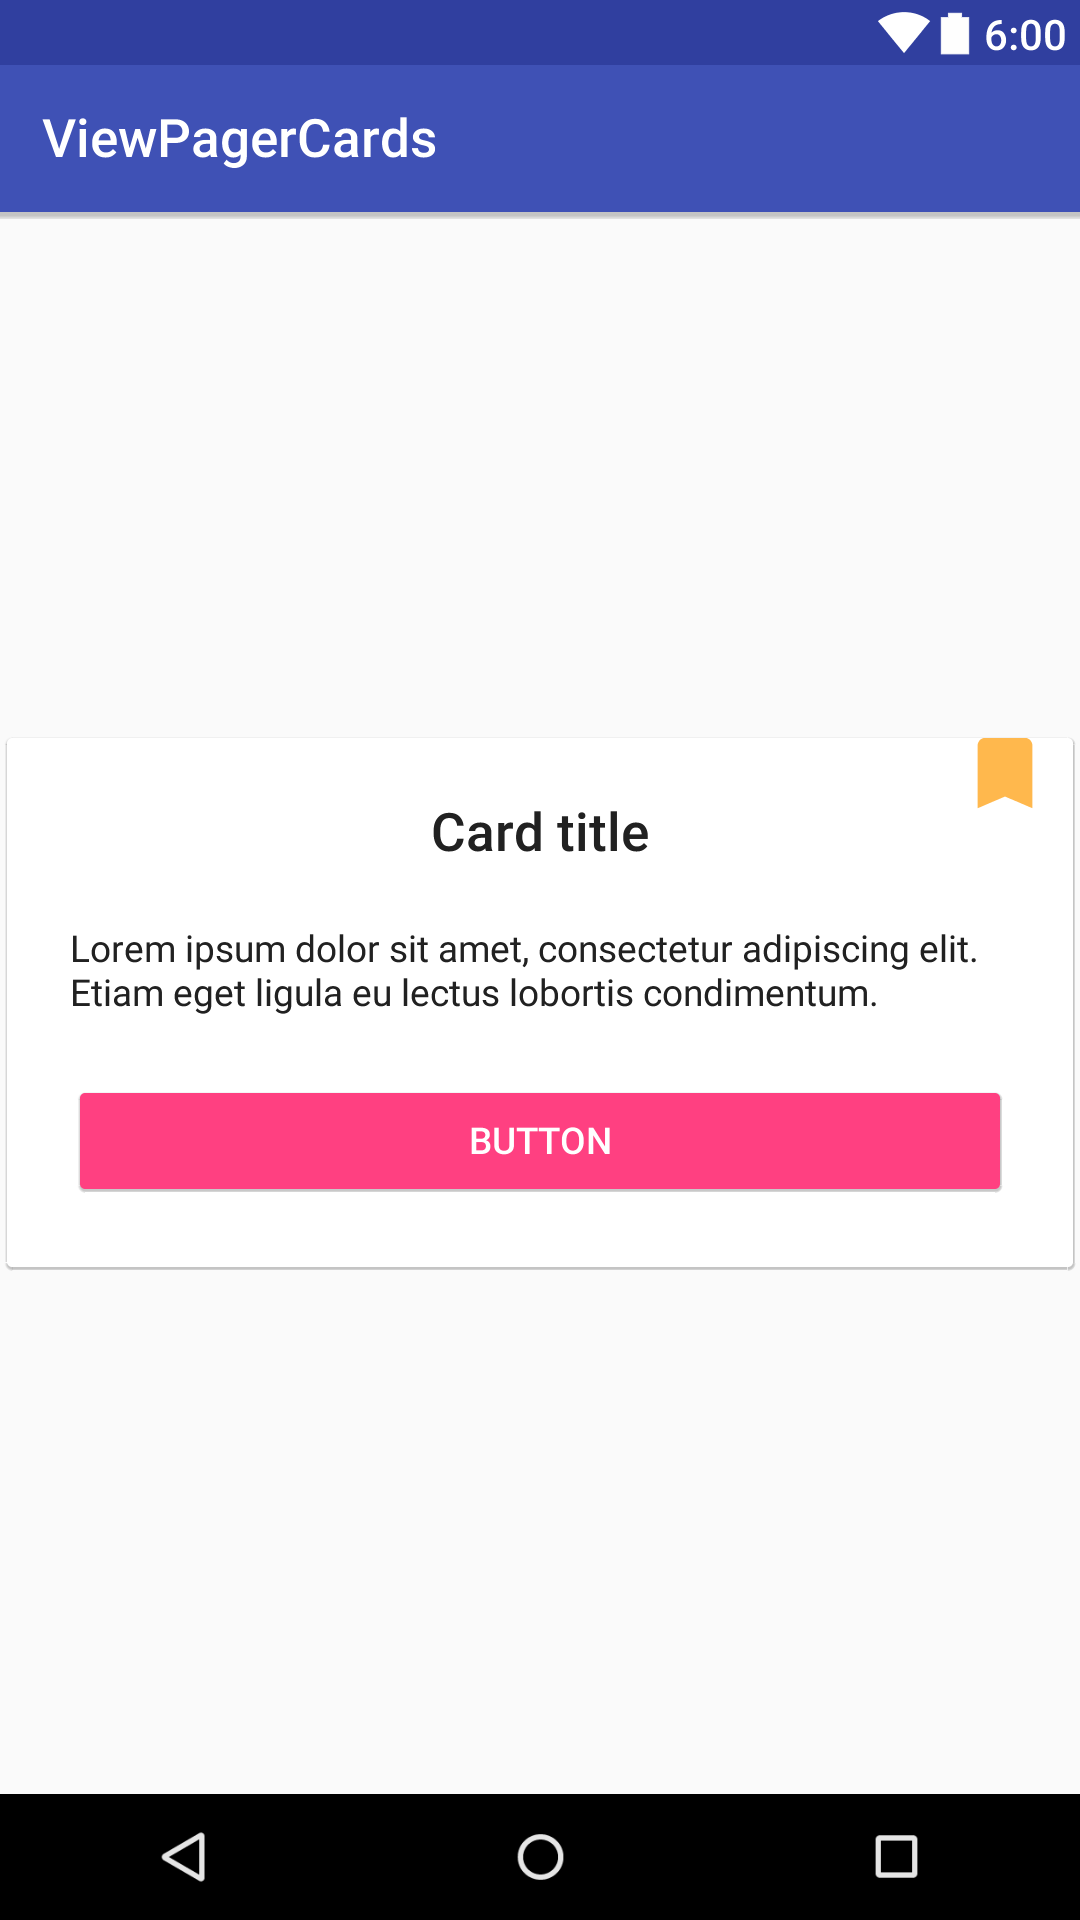 6:00
ViewPagerCards
Card title
Lorem ipsum dolor sit amet, consectetur adipiscing elit.
Etiam eget ligula eu lectus lobortis condimentum.
BUTTON